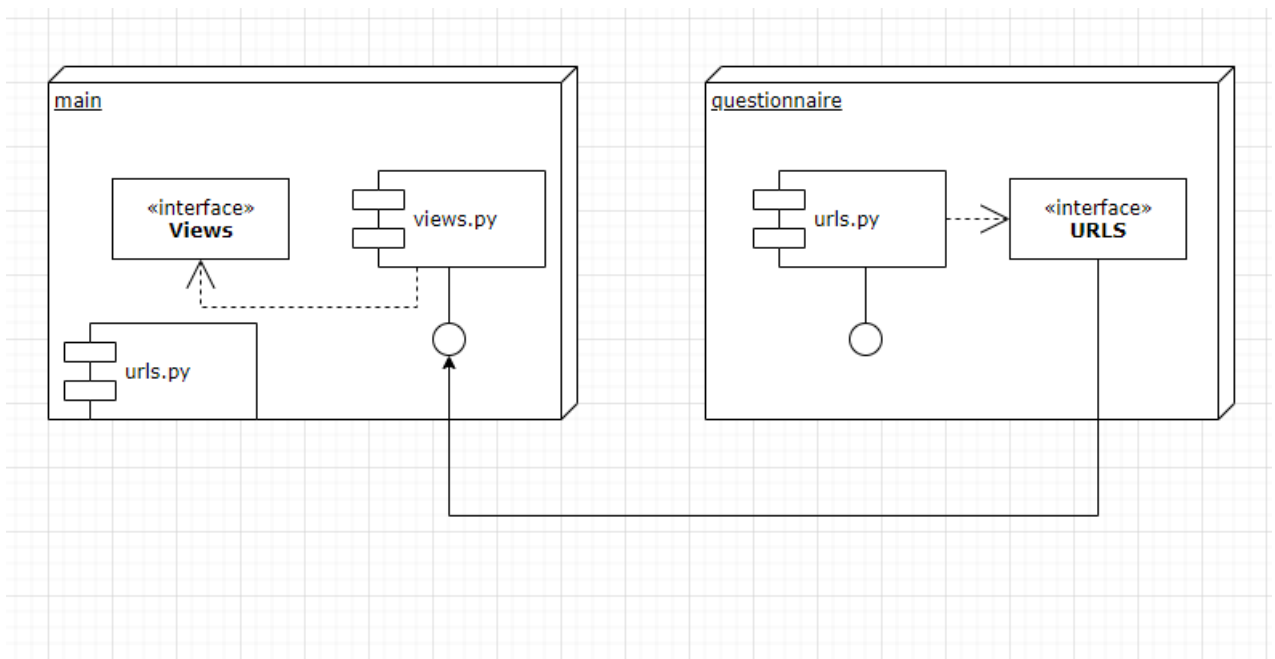 main
«interface»
Views
views.py
urls.py
questionnaire
urls.py
«interface»
URLS